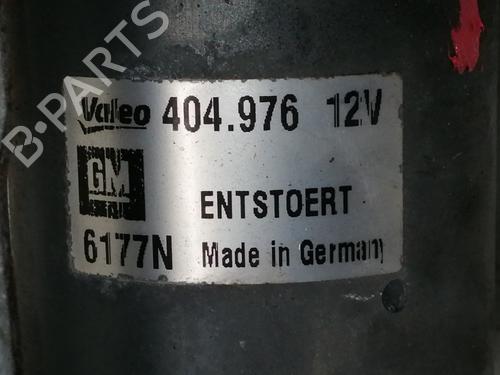 B-PARTS
Valeo 404.976 12V
GM
ENTSTOERT
6177N Made in Germany